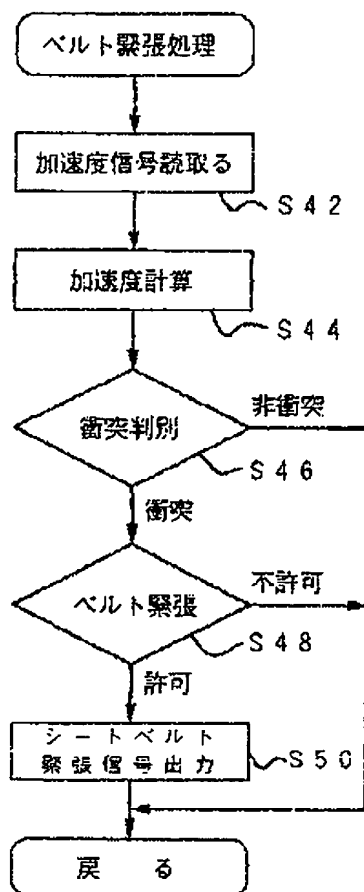 ベルト緊張処理
加速度信号読取る
S42
加速度計算
S44
衝突判別
非衝突
S46
衝突
ベルト緊張
不許可
S48
許可
シートベルト
緊張信号出力
S50
戻る